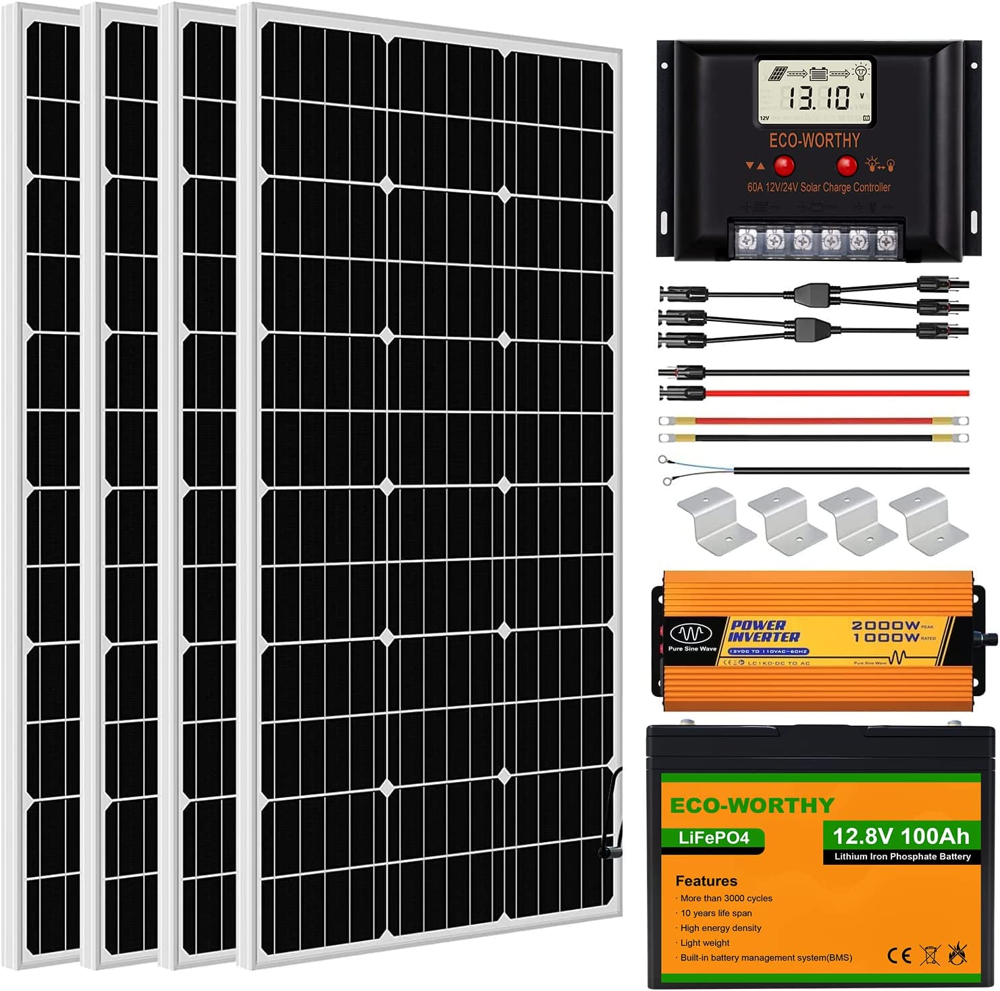 13.10 V
12V
ECO-WORTHY
60A 12V/24V Solar Charge Controller
POWER
INVERTER
2000W PEAK
1000W RATED
Pure Sine Wave
12VDC TO 110VAC~60HZ
CE LC1K0-DC TO AC
Pure Sine Wave
ECO-WORTHY
LiFePO4
12.8V 100Ah
Lithium Iron Phosphate Battery
Features
· More than 3000 cycles
· 10 years life span
· High energy density
· Light weight
· Built-in battery management system(BMS)
CE